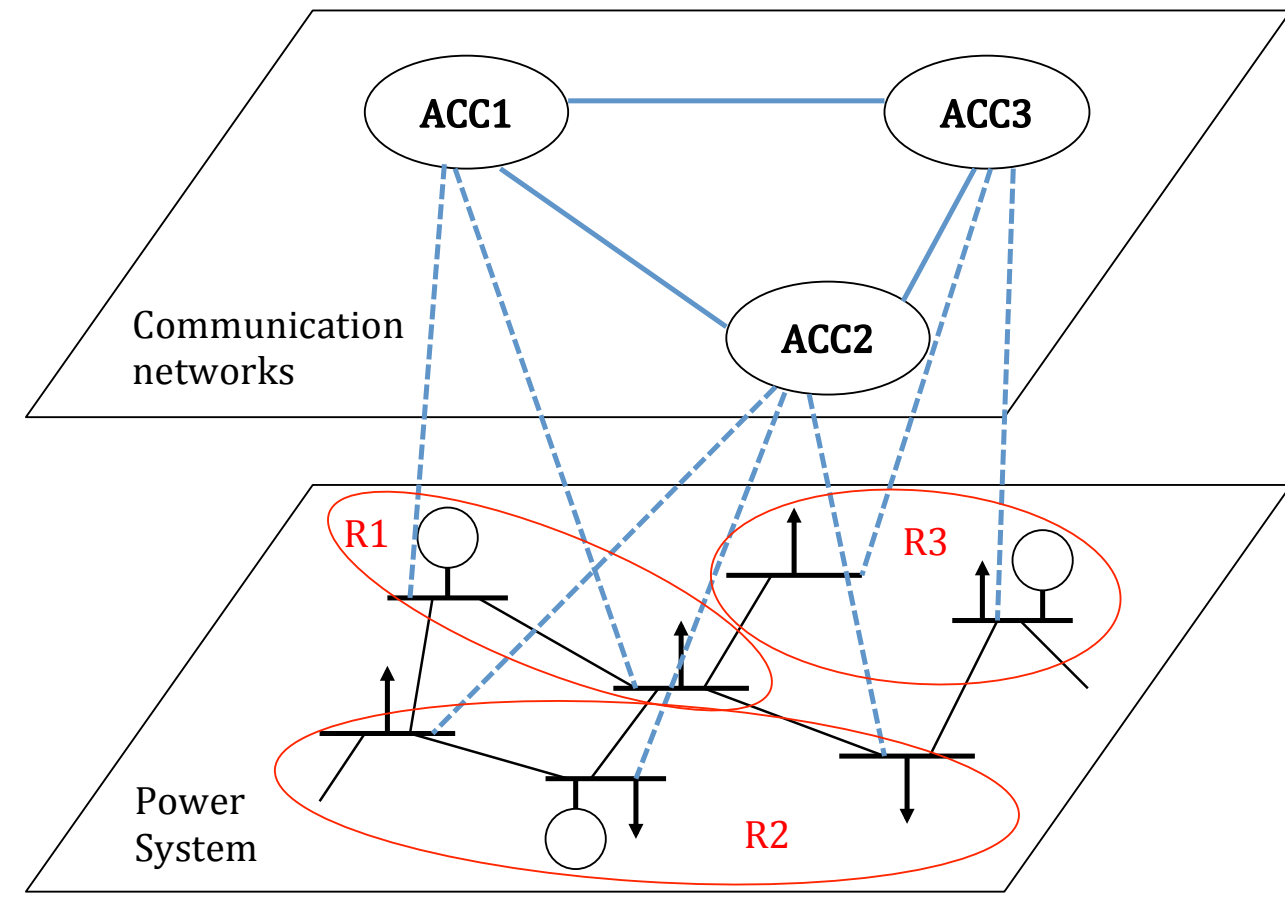 ACC1
ACC3
ACC2
Communication
networks
R1
R3
Power
System
R2